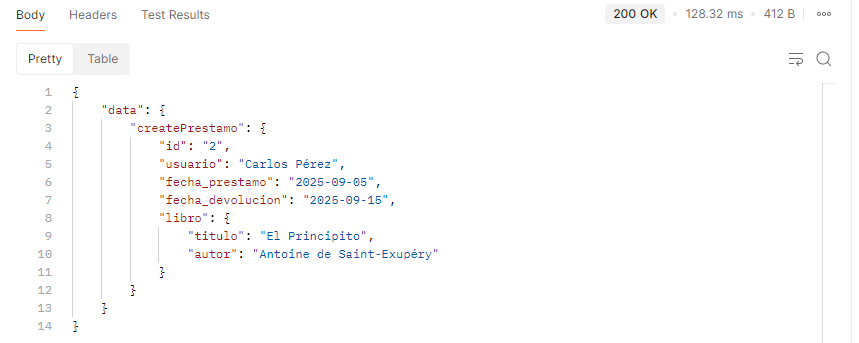 Body Headers Test Results 200 OK 128.32 ms 412 B
Pretty Table
1 {
2 "data": {
3 "createPrestamo": {
4 "id": "2",
5 "usuario": "Carlos Pérez",
6 "fecha_prestamo": "2025-09-05",
7 "fecha_devolucion": "2025-09-15",
8 "libro": {
9 "titulo": "El Principito",
10 "autor": "Antoine de Saint-Exupéry"
11 }
12 }
13 }
14 }